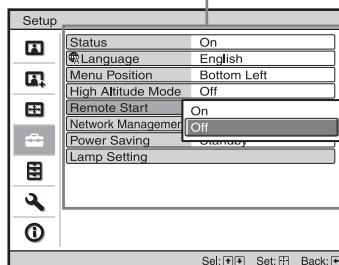 Setup
Status On
Language English
Menu Position Bottom Left
High Altitude Mode Off
Remote Start On
Network Managemen Off
Power Saving Standby
Lamp Setting
Sel: Set: Back: